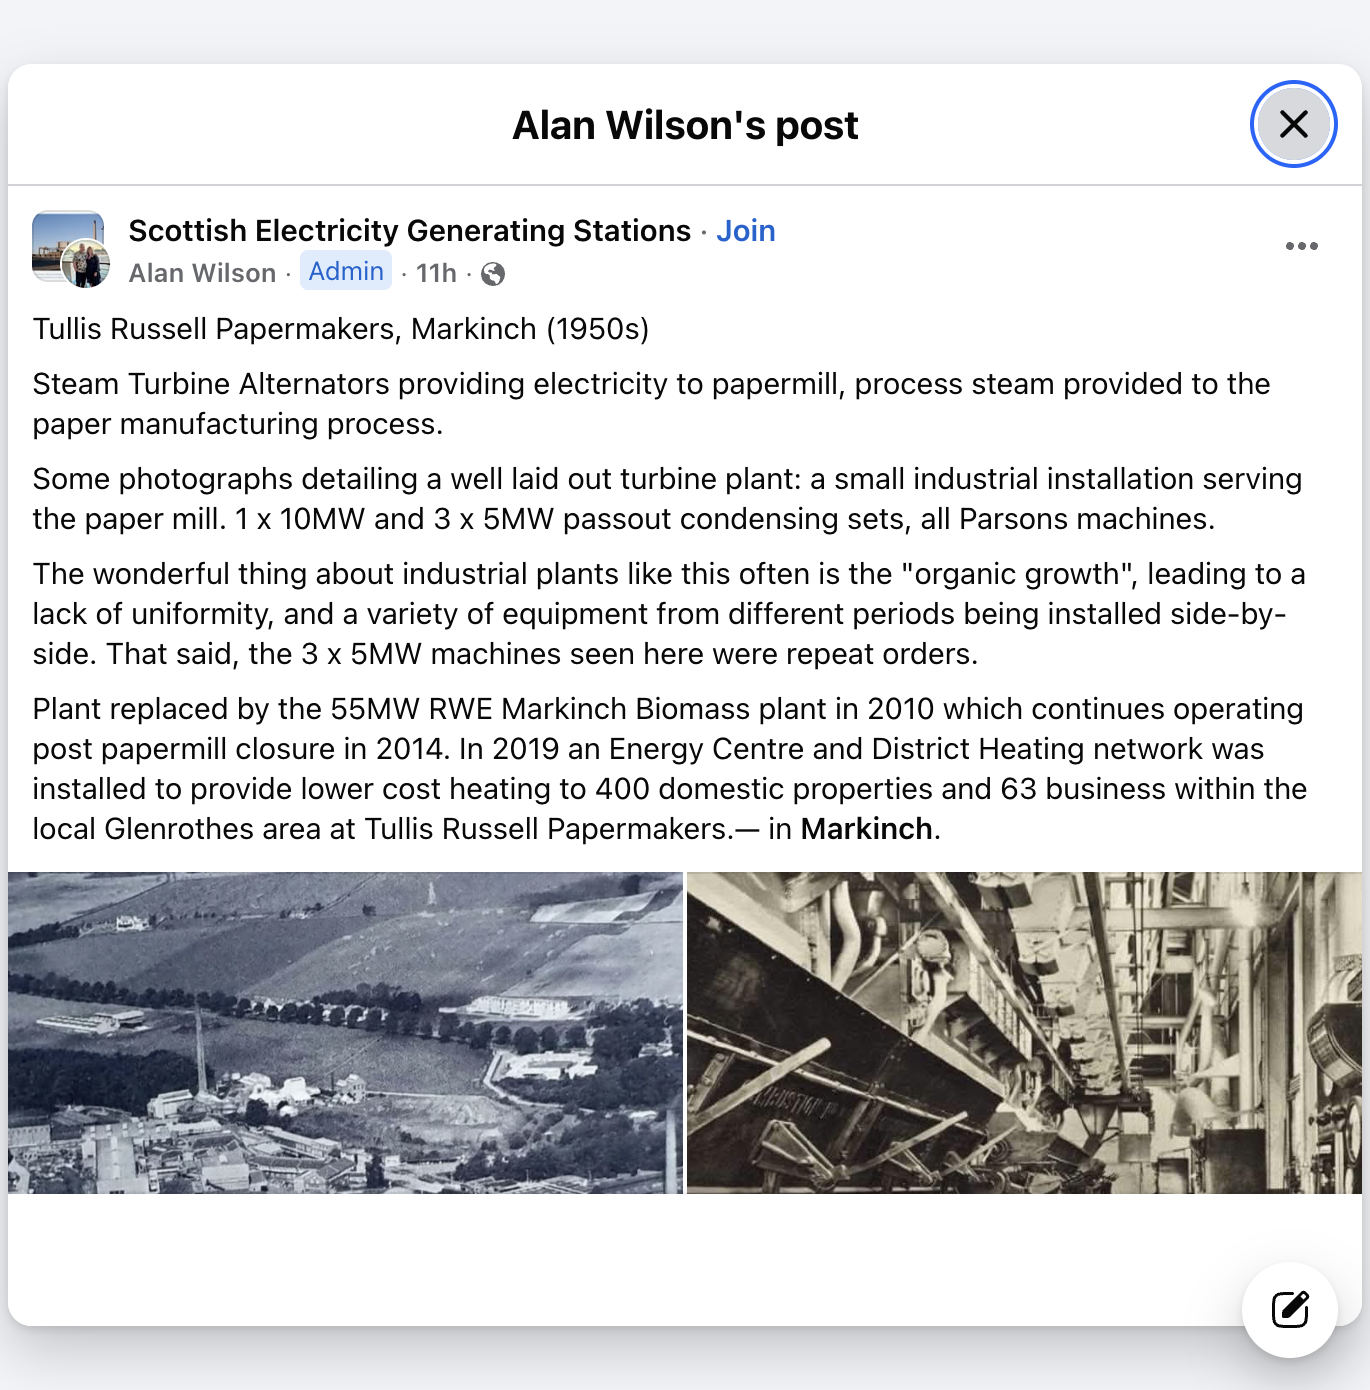 Alan Wilson's post
Scottish Electricity Generating Stations · Join
Alan Wilson · Admin · 11h ·
Tullis Russell Papermakers, Markinch (1950s)
Steam Turbine Alternators providing electricity to papermill, process steam provided to the
paper manufacturing process.
Some photographs detailing a well laid out turbine plant: a small industrial installation serving
the paper mill. 1 x 10MW and 3 x 5MW passout condensing sets, all Parsons machines.
The wonderful thing about industrial plants like this often is the "organic growth", leading to a
lack of uniformity, and a variety of equipment from different periods being installed side-by-
side. That said, the 3 x 5MW machines seen here were repeat orders.
Plant replaced by the 55MW RWE Markinch Biomass plant in 2010 which continues operating
post papermill closure in 2014. In 2019 an Energy Centre and District Heating network was
installed to provide lower cost heating to 400 domestic properties and 63 business within the
local Glenrothes area at Tullis Russell Papermakers.— in Markinch.